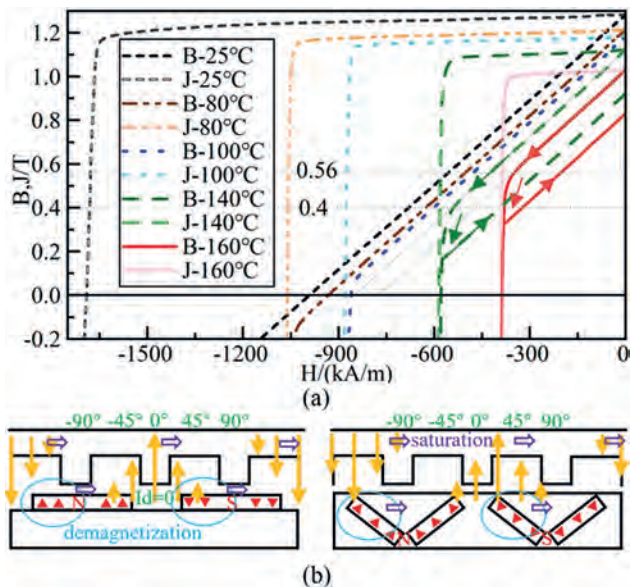 1.2
1.0
0.8
0.6
0.4
0.2
0.0
-0.2
B,J/T
B-25℃
J-25℃
B-80℃
J-80℃
B-100℃
J-100℃
B-140℃
J-140℃
B-160℃
J-160℃
0.56
0.4
-1500 -1200 -900 -600 -300 0
H/(kA/m)
(a)
-90° -45° 0° 45° 90°
N Id=0 S
demagnetization
-90° -45° 0° 45° 90°
saturation
N S
(b)